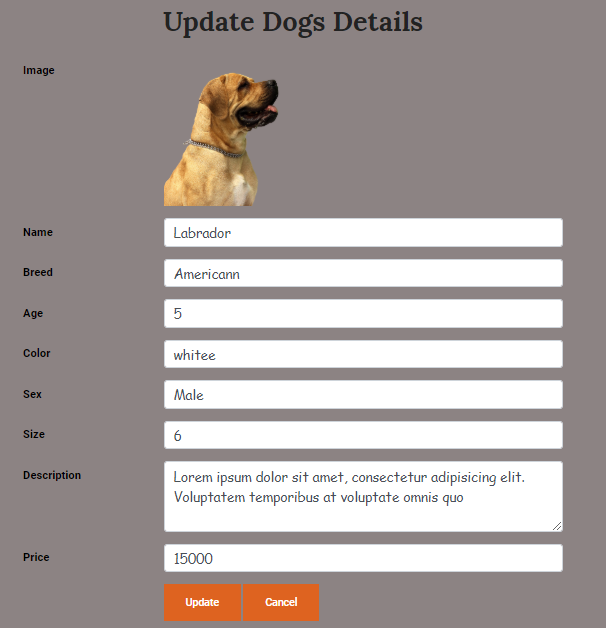 Update Dogs Details
Image
Name
Labrador
Breed
Americann
Age
5
Color
whitee
Sex
Male
Size
6
Description
Lorem ipsum dolor sit amet, consectetur adipisicing elit.
Voluptatem temporibus at voluptate omnis quo
Price
15000
Update
Cancel